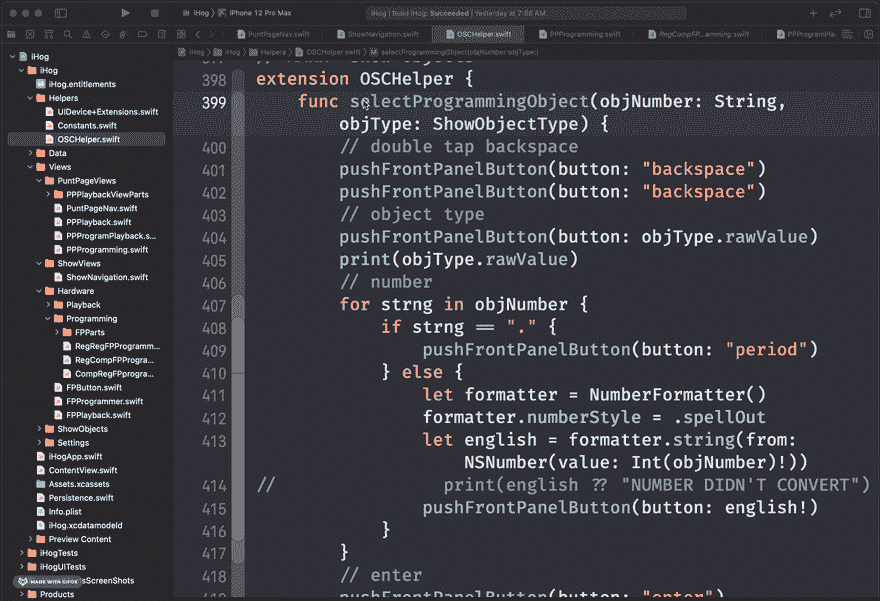 iHog
iPhone 12 Pro Max
iHog | Build iHog: Succeeded | Yesterday at 7:56 AM
PuntPageNav.swift
ShowNavigation.swift
OSCHelper.swift
PPProgramming.swift
RegCompFP...amming.swift
PPProgramPla
iHog
iHog
Helpers
OSCHelper.swift
selectProgrammingObject(objNumber:objType:)
iHog
iHog
iHog.entitlements
Helpers
UIDevice+Extensions.swift
Constants.swift
OSCHelper.swift
Data
Views
PuntPageViews
PPPlaybackViewParts
PuntPageNav.swift
PPPlayback.swift
PPProgramPlayback.s...
PPProgramming.swift
ShowViews
ShowNavigation.swift
Hardware
Playback
Programming
FPParts
RegRegFPProgramm...
RegCompFPProgra...
CompRegFPprogra...
FPButton.swift
FPProgrammer.swift
FPPlayback.swift
ShowObjects
Settings
iHogApp.swift
ContentView.swift
Assets.xcassets
Persistence.swift
Info.plist
iHog.xcdatamodeld
Preview Content
iHogTests
iHogUITests
MADE WITH GIFOX
sScreenShots
Products
398 extension OSCHelper {
399 func selectProgrammingObject(objNumber: String,
objType: ShowObjectType) {
400 // double tap backspace
401 pushFrontPanelButton(button: "backspace")
402 pushFrontPanelButton(button: "backspace")
403 // object type
404 pushFrontPanelButton(button: objType.rawValue)
405 print(objType.rawValue)
406 // number
407 for strng in objNumber {
408 if strng == "." {
409 pushFrontPanelButton(button: "period")
410 } else {
411 let formatter = NumberFormatter()
412 formatter.numberStyle = .spellOut
413 let english = formatter.string(from:
NSNumber(value: Int(objNumber)!))
414 // print(english ?? "NUMBER DIDN'T CONVERT")
415 pushFrontPanelButton(button: english!)
416 }
417 }
418 // enter
pushFrontPanelButton(button: "enter")